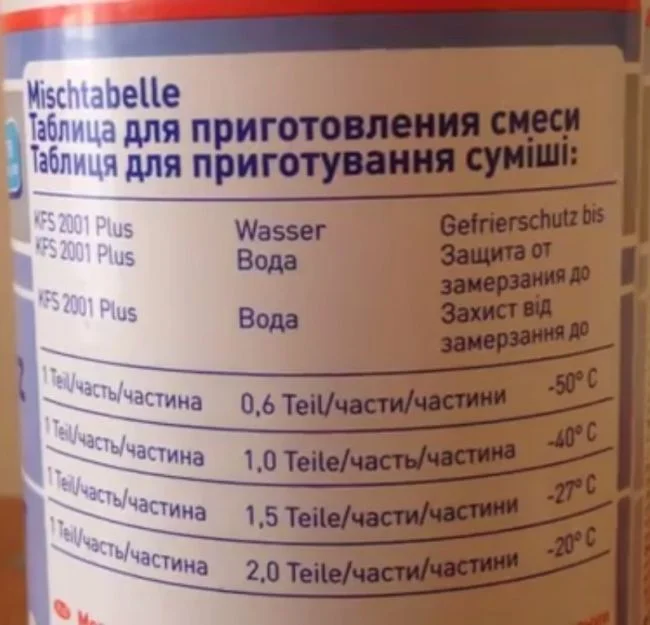 Mischtabelle
Таблица для приготовления смеси
Таблиця для приготування суміші:
KFS 2001 Plus Wasser Gefrierschutz bis
KFS 2001 Plus Вода Защита от
замерзания до
KFS 2001 Plus Вода Захист від
замерзання до
1 Teil/часть/частина 0,6 Teil/части/частини -50° C
1 Teil/часть/частина 1,0 Teile/часть/частина -40° C
1 Teil/часть/частина 1,5 Teile/части/частини -27° C
1 Teil/часть/частина 2,0 Teile/части/частини -20° C